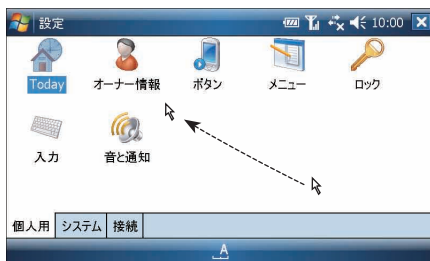 設定 10:00
Today オーナー情報 ボタン メニュー ロック
入力 音と通知
個人用 システム 接続
A